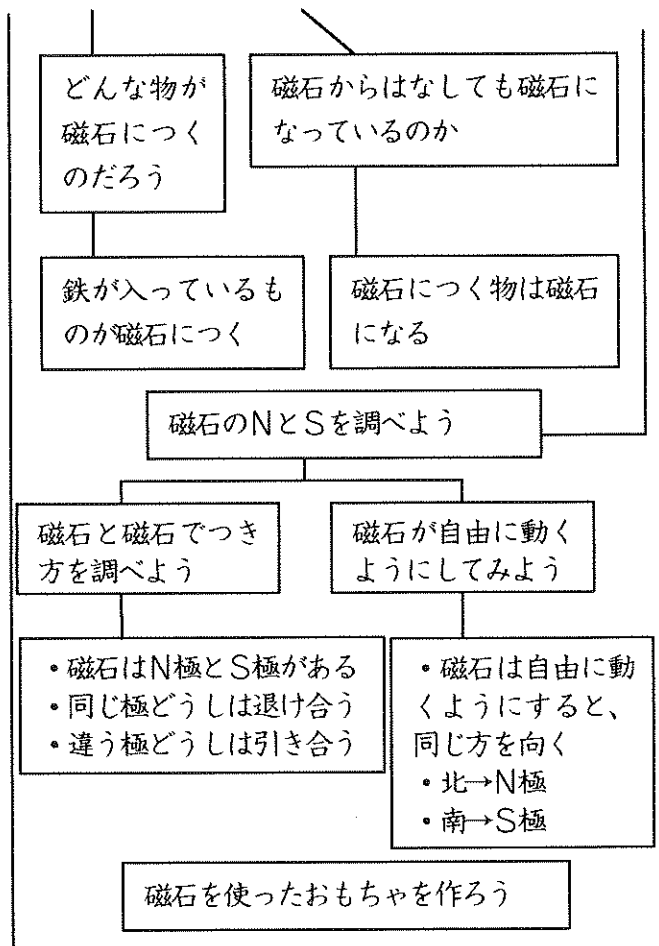 どんな物が
磁石につく
のだろう
磁石からはなしても磁石に
なっているのか
鉄が入っているも
のが磁石につく
磁石につく物は磁石
になる
磁石のNとSを調べよう
磁石と磁石でつき
方を調べよう
磁石が自由に動く
ようにしてみよう
・磁石はN極とS極がある
・同じ極どうしは退け合う
・違う極どうしは引き合う
・磁石は自由に動
くようにすると、
同じ方を向く
・北→N極
・南→S極
磁石を使ったおもちゃを作ろう